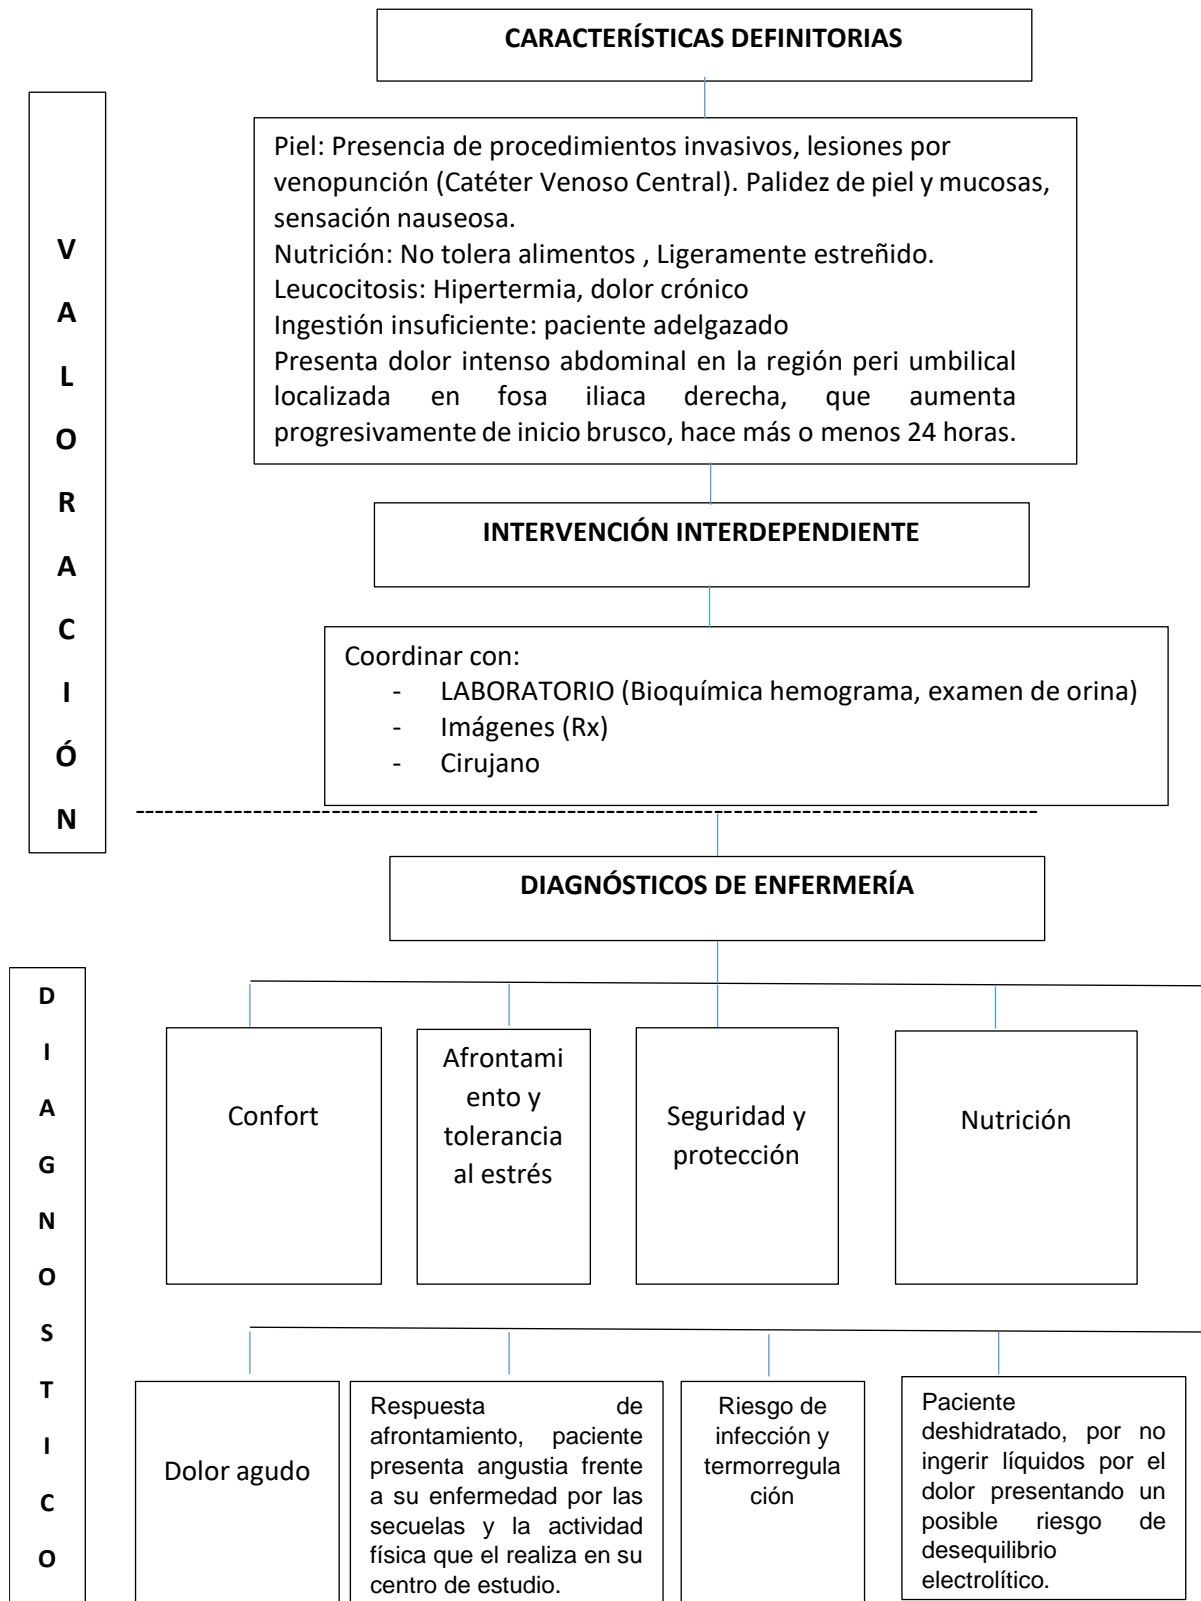 CARACTERÍSTICAS DEFINITORIAS
V
A
L
O
R
A
C
I
Ó
N
Piel: Presencia de procedimientos invasivos, lesiones por
venopunción (Catéter Venoso Central). Palidez de piel y mucosas,
sensación nauseosa.
Nutrición: No tolera alimentos , Ligeramente estreñido.
Leucocitosis: Hipertermia, dolor crónico
Ingestión insuficiente: paciente adelgazado
Presenta dolor intenso abdominal en la región peri umbilical
localizada en fosa iliaca derecha, que aumenta
progresivamente de inicio brusco, hace más o menos 24 horas.
INTERVENCIÓN INTERDEPENDIENTE
Coordinar con:
- LABORATORIO (Bioquímica hemograma, examen de orina)
- Imágenes (Rx)
- Cirujano
DIAGNÓSTICOS DE ENFERMERÍA
D
I
A
G
N
O
S
T
I
C
O
Confort
Afrontami
ento y
tolerancia
al estrés
Seguridad y
protección
Nutrición
Dolor agudo
Respuesta de
afrontamiento, paciente
presenta angustia frente
a su enfermedad por las
secuelas y la actividad
física que el realiza en su
centro de estudio.
Riesgo de
infección y
termorregula
ción
Paciente
deshidratado, por no
ingerir líquidos por el
dolor presentando un
posible riesgo de
desequilibrio
electrolítico.